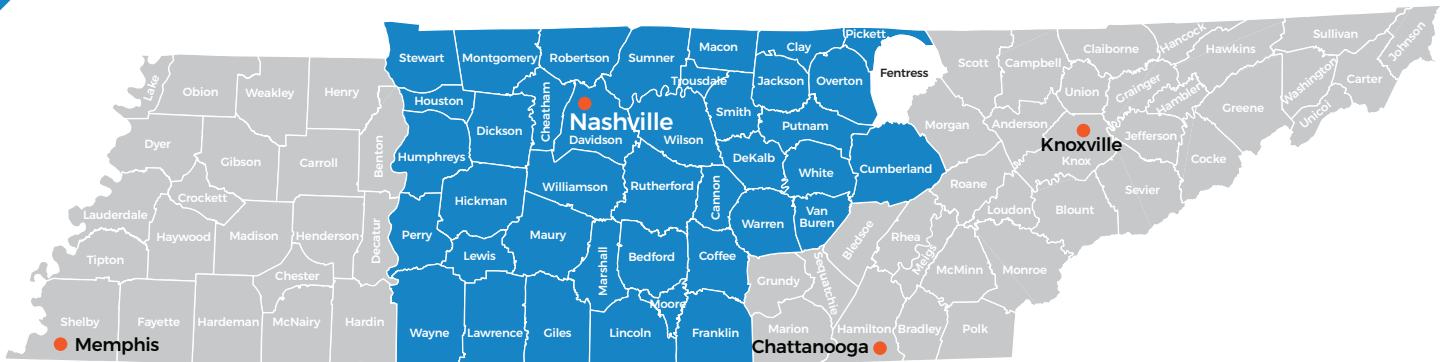 Stewart
Montgomery
Robertson
Sumner
Macon
Clay
Pickett
Fentress
Scott
Campbell
Claiborne
Hancock
Hawkins
Sullivan
Johnson
Lake
Obion
Weakley
Henry
Houston
Dickson
Cheatham
Nashville
Davidson
Wilson
Trousdale
Smith
Jackson
Overton
Putnam
Morgan
Anderson
Union
Grainger
Hamblen
Greene
Washington
Unicoi
Carter
Dyer
Gibson
Carroll
Benton
Humphreys
Hickman
Williamson
Rutherford
Cannon
DeKalb
White
Cumberland
Roane
Knoxville
Knox
Jefferson
Cocke
Sevier
Blount
Loudon
Lauderdale
Crockett
Haywood
Madison
Henderson
Decatur
Perry
Lewis
Maury
Marshall
Bedford
Coffee
Warren
Van
Buren
Bledsoe
Rhea
Meigs
McMinn
Monroe
Tipton
Chester
Sequatchie
Grundy
Shelby
Fayette
Hardeman
McNairy
Hardin
Wayne
Lawrence
Giles
Lincoln
Moore
Franklin
Marion
Hamilton
Bradley
Polk
Memphis
Chattanooga